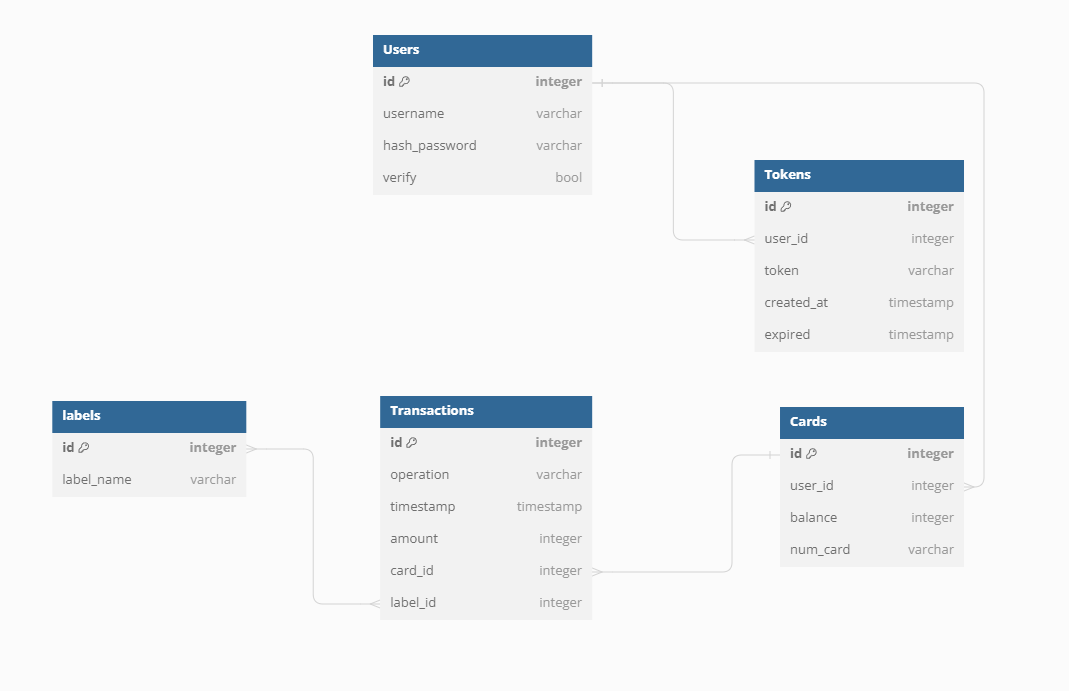 Users
id integer
username varchar
hash_password varchar
verify bool
Tokens
id integer
user_id integer
token varchar
created_at timestamp
expired timestamp
labels
id integer
label_name varchar
Transactions
id integer
operation varchar
timestamp timestamp
amount integer
card_id integer
label_id integer
Cards
id integer
user_id integer
balance integer
num_card varchar